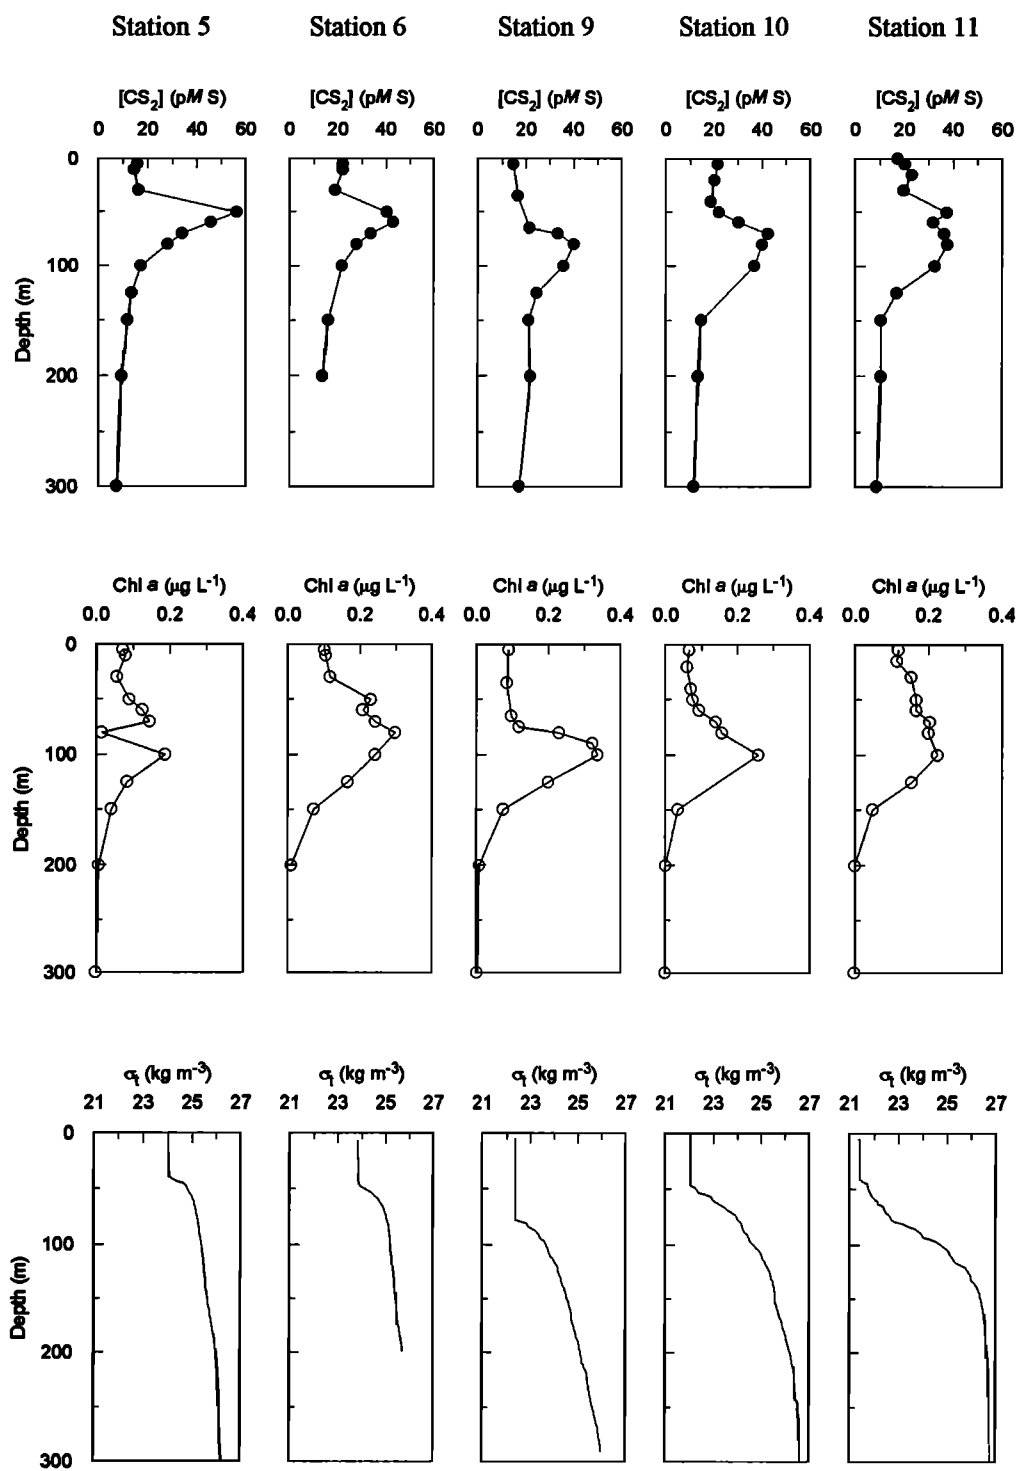 Station 5 Station 6 Station 9 Station 10 Station 11
[CS2] (pM S) [CS2] (pM S) [CS2] (pM S) [CS2] (pM S) [CS2] (pM S)
0 20 40 60 0 20 40 60 0 20 40 60 0 20 40 60 0 20 40 60
0
100
200
300
Depth (m)
Chl a (μg L-1) Chl a (μg L-1) Chl a (μg L-1) Chl a (μg L-1) Chl a (μg L-1)
0.0 0.2 0.4 0.0 0.2 0.4 0.0 0.2 0.4 0.0 0.2 0.4 0.0 0.2 0.4
0
100
200
300
Depth (m)
σt (kg m-3) σt (kg m-3) σt (kg m-3) σt (kg m-3) σt (kg m-3)
21 23 25 27 21 23 25 27 21 23 25 27 21 23 25 27 21 23 25 27
0
100
200
300
Depth (m)